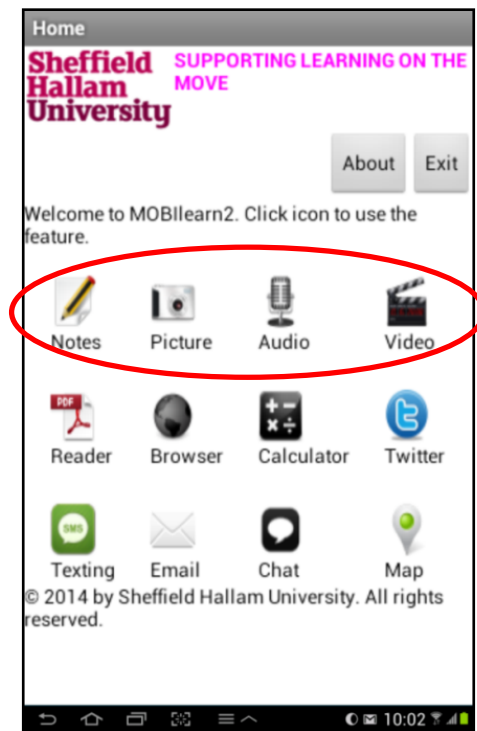 Home
Sheffield
Hallam
University
SUPPORTING LEARNING ON THE
MOVE
About Exit
Welcome to MOBIlearn2. Click icon to use the
feature.
Notes Picture Audio Video
PDF
Reader Browser Calculator Twitter
SMS
Texting Email Chat Map
© 2014 by Sheffield Hallam University. All rights
reserved.
10:02